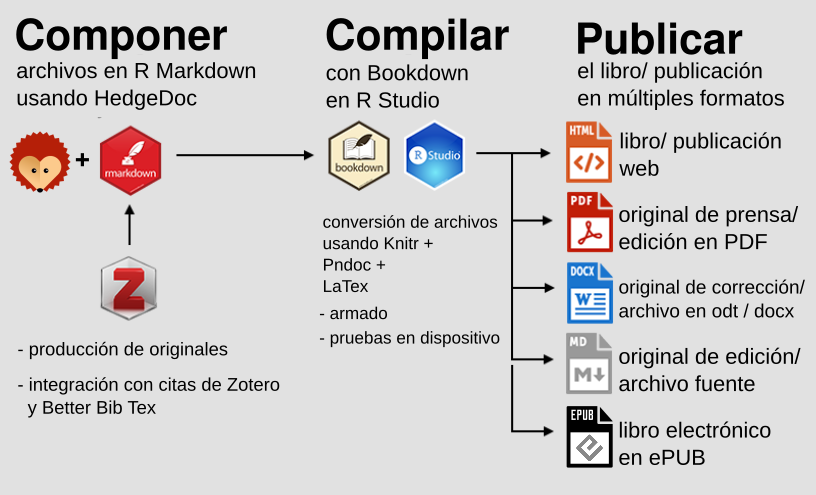 Componer
archivos en R Markdown
usando HedgeDoc
+
rmarkdown
Z
- producción de originales
- integración con citas de Zotero
y Better Bib Tex
Compilar
con Bookdown
en R Studio
bookdown
R Studio
conversión de archivos
usando Knitr +
Pndoc +
LaTex
- armado
- pruebas en dispositivo
Publicar
el libro/ publicación
en múltiples formatos
HTML
</>
libro/ publicación
web
PDF
original de prensa/
edición en PDF
DOCX
W
original de corrección/
archivo en odt / docx
MD
M
original de edición/
archivo fuente
EPUB
libro electrónico
en ePUB